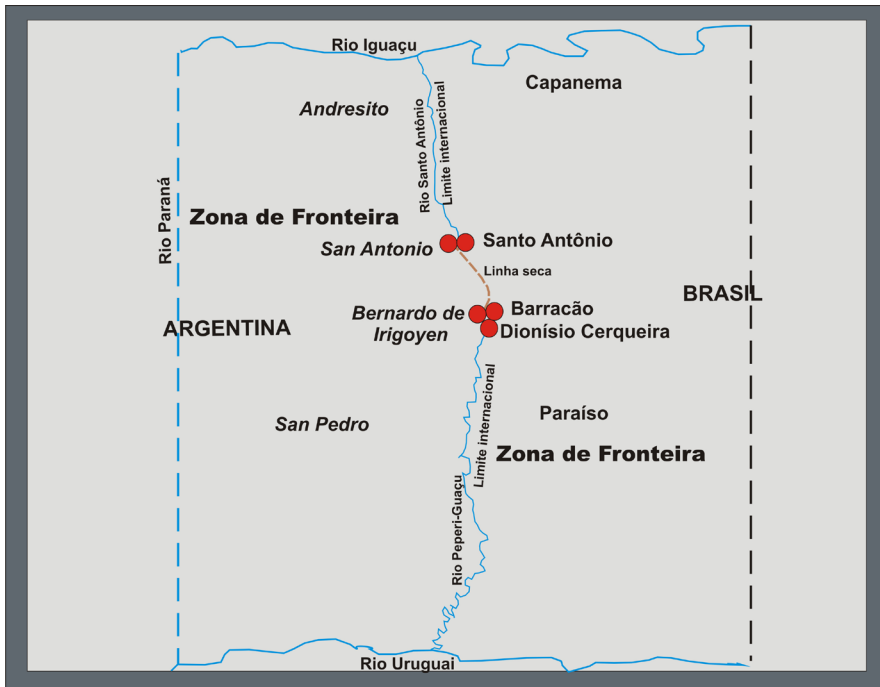 Rio Iguaçu
Capanema
Andresito
Rio Santo Antônio
Limite internacional
Rio Paraná
Zona de Fronteira
San Antonio
Santo Antônio
Linha seca
BRASIL
Bernardo de
Irigoyen
Barracão
Dionísio Cerqueira
ARGENTINA
Limite internacional
Paraíso
San Pedro
Zona de Fronteira
Rio Peperi-Guaçu
Rio Uruguai